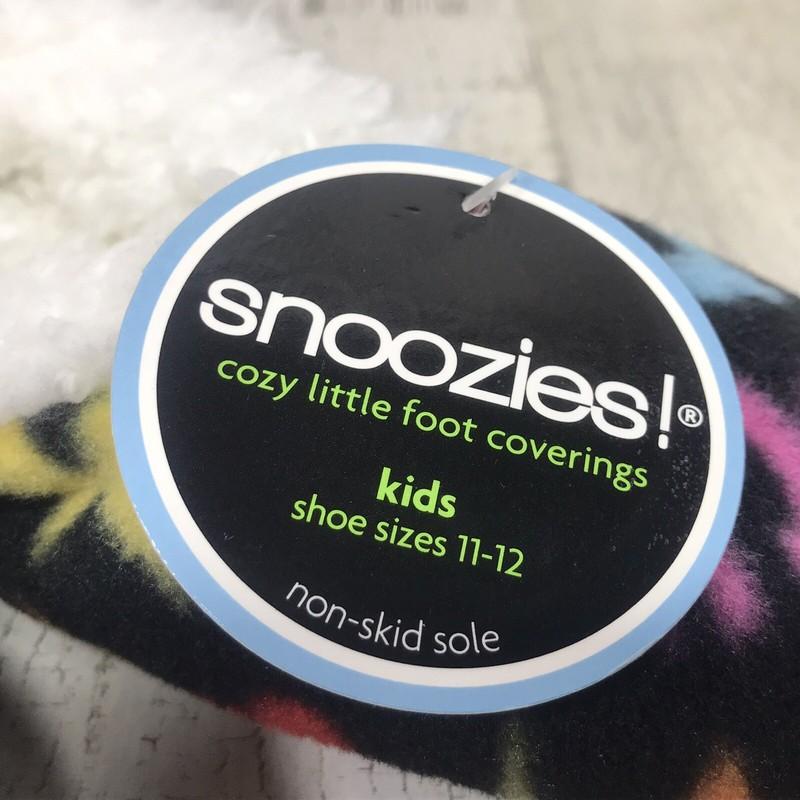 snoozies!®
cozy little foot coverings
kids
shoe sizes 11-12
non-skid sole